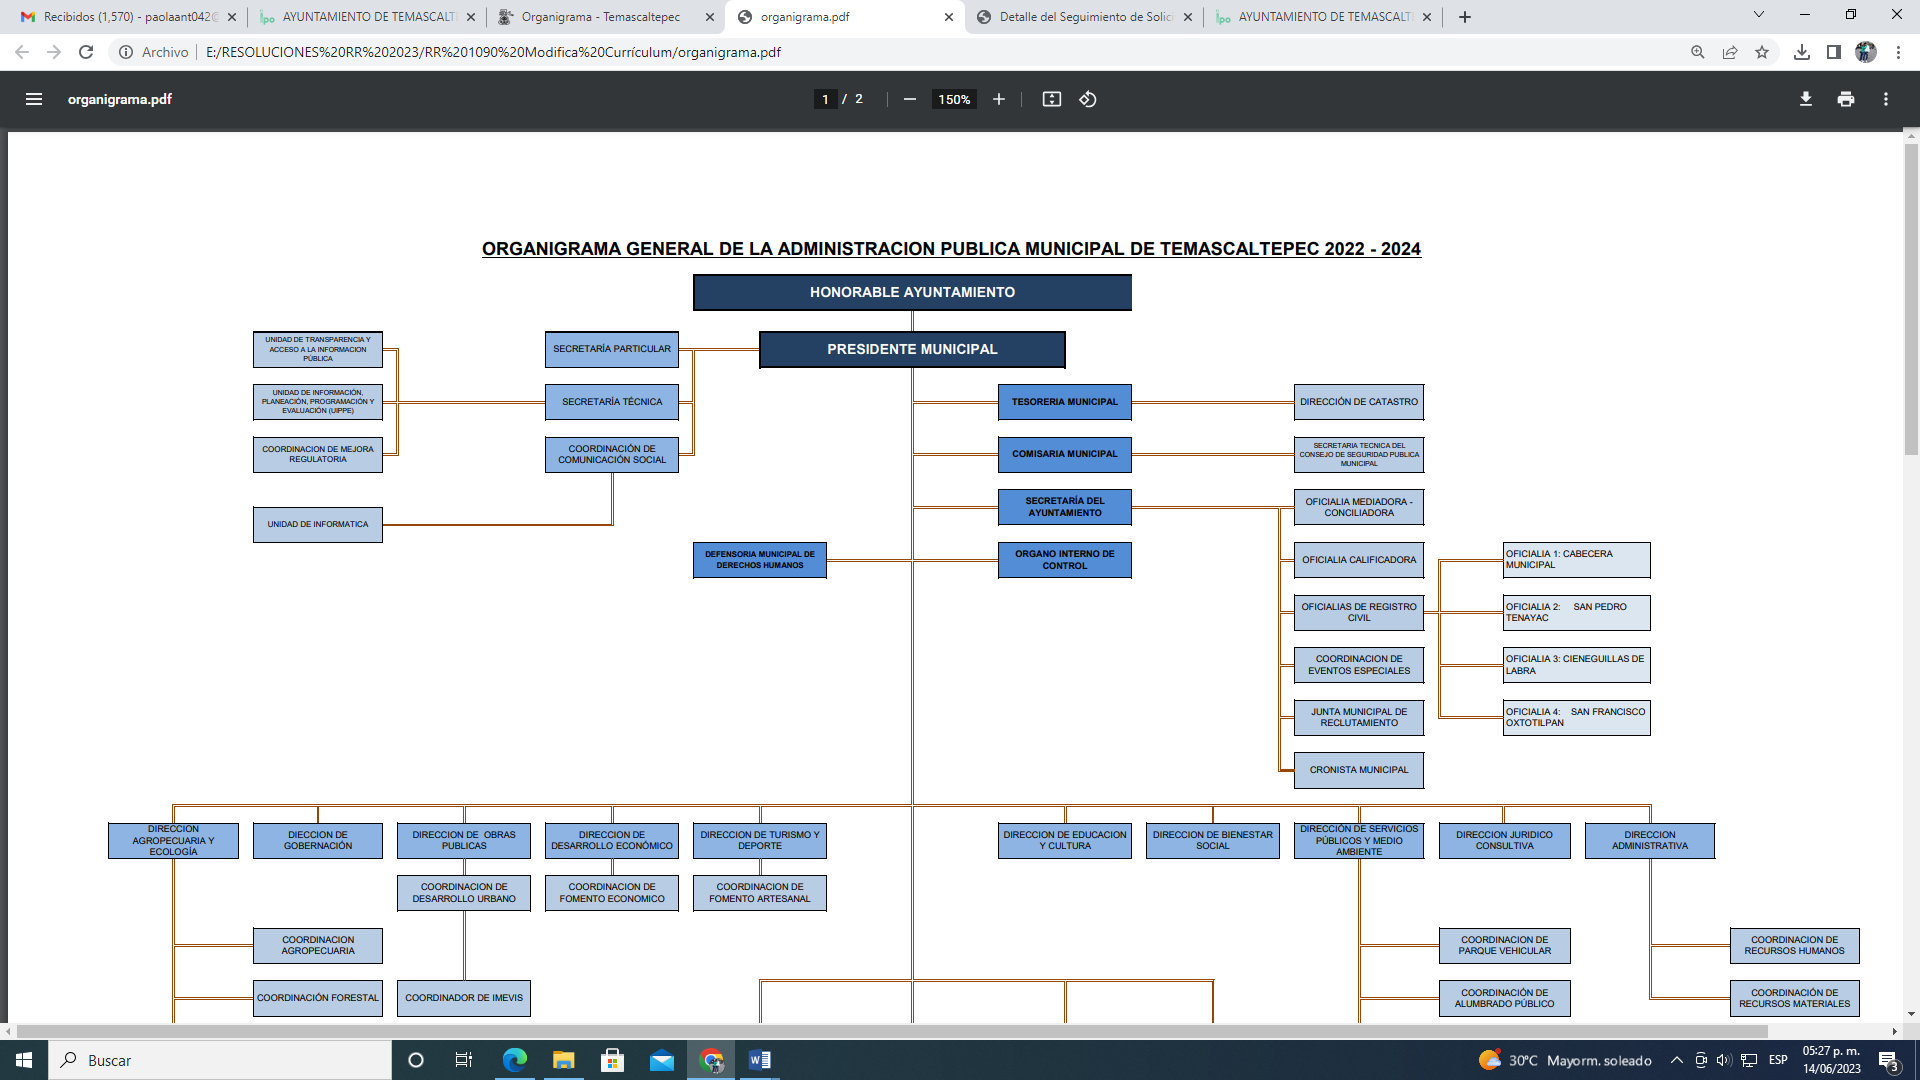 Recibidos (1,570) - paolaant042@
AYUNTAMIENTO DE TEMASCALTE
Organigrama - Temascaltepec
organigrama.pdf
Detalle del Seguimiento de Solici
AYUNTAMIENTO DE TEMASCALTE
Archivo
E:/RESOLUCIONES%20RR%202023/RR%201090%20Modifica%20Currículum/organigrama.pdf
organigrama.pdf
1 / 2
150%
ORGANIGRAMA GENERAL DE LA ADMINISTRACION PUBLICA MUNICIPAL DE TEMASCALTEPEC 2022 - 2024
HONORABLE AYUNTAMIENTO
PRESIDENTE MUNICIPAL
UNIDAD DE TRANSPARENCIA Y
ACCESO A LA INFORMACION
PÚBLICA
SECRETARÍA PARTICULAR
UNIDAD DE INFORMACIÓN,
PLANEACIÓN, PROGRAMACIÓN Y
EVALUACIÓN (UIPPE)
SECRETARÍA TÉCNICA
TESORERIA MUNICIPAL
DIRECCIÓN DE CATASTRO
COORDINACION DE MEJORA
REGULATORIA
COORDINACIÓN DE
COMUNICACIÓN SOCIAL
COMISARIA MUNICIPAL
SECRETARIA TECNICA DEL
CONSEJO DE SEGURIDAD PUBLICA
MUNICIPAL
UNIDAD DE INFORMATICA
SECRETARÍA DEL
AYUNTAMIENTO
OFICIALIA MEDIADORA -
CONCILIADORA
DEFENSORIA MUNICIPAL DE
DERECHOS HUMANOS
ORGANO INTERNO DE
CONTROL
OFICIALIA CALIFICADORA
OFICIALIA 1: CABECERA
MUNICIPAL
OFICIALIAS DE REGISTRO
CIVIL
OFICIALIA 2: SAN PEDRO
TENAYAC
COORDINACION DE
EVENTOS ESPECIALES
OFICIALIA 3: CIENEGUILLAS DE
LABRA
JUNTA MUNICIPAL DE
RECLUTAMIENTO
OFICIALIA 4: SAN FRANCISCO
OXTOTILPAN
CRONISTA MUNICIPAL
DIRECCION
AGROPECUARIA Y
ECOLOGÍA
DIECCION DE
GOBERNACIÓN
DIRECCION DE OBRAS
PUBLICAS
DIRECCION DE
DESARROLLO ECONÓMICO
DIRECCION DE TURISMO Y
DEPORTE
DIRECCION DE EDUCACION
Y CULTURA
DIRECCION DE BIENESTAR
SOCIAL
DIRECCIÓN DE SERVICIOS
PÚBLICOS Y MEDIO
AMBIENTE
DIRECCION JURIDICO
CONSULTIVA
DIRECCION
ADMINISTRATIVA
COORDINACION DE
DESARROLLO URBANO
COORDINACION DE
FOMENTO ECONOMICO
COORDINACION DE
FOMENTO ARTESANAL
COORDINACION
AGROPECUARIA
COORDINACION DE
PARQUE VEHICULAR
COORDINACION DE
RECURSOS HUMANOS
COORDINACIÓN FORESTAL
COORDINADOR DE IMEVIS
COORDINACIÓN DE
ALUMBRADO PÚBLICO
COORDINACIÓN DE
RECURSOS MATERIALES
Buscar
30°C Mayorm. soleado
ESP
05:27 p. m.
14/06/2023
3